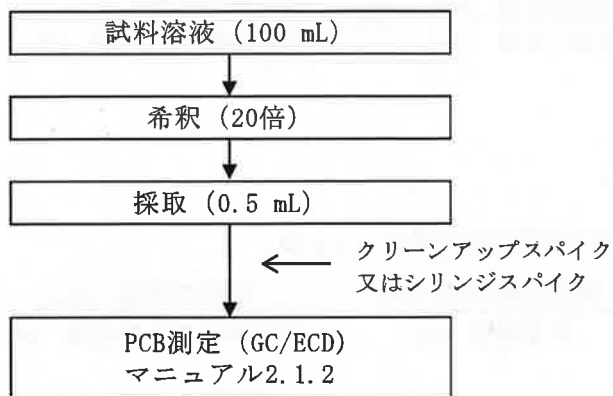 試料溶液 (100 mL)
希釈 (20倍)
採取 (0.5 mL)
クリーンアップスパイク
又はシリンジスパイク
PCB測定 (GC/ECD)
マニュアル2.1.2